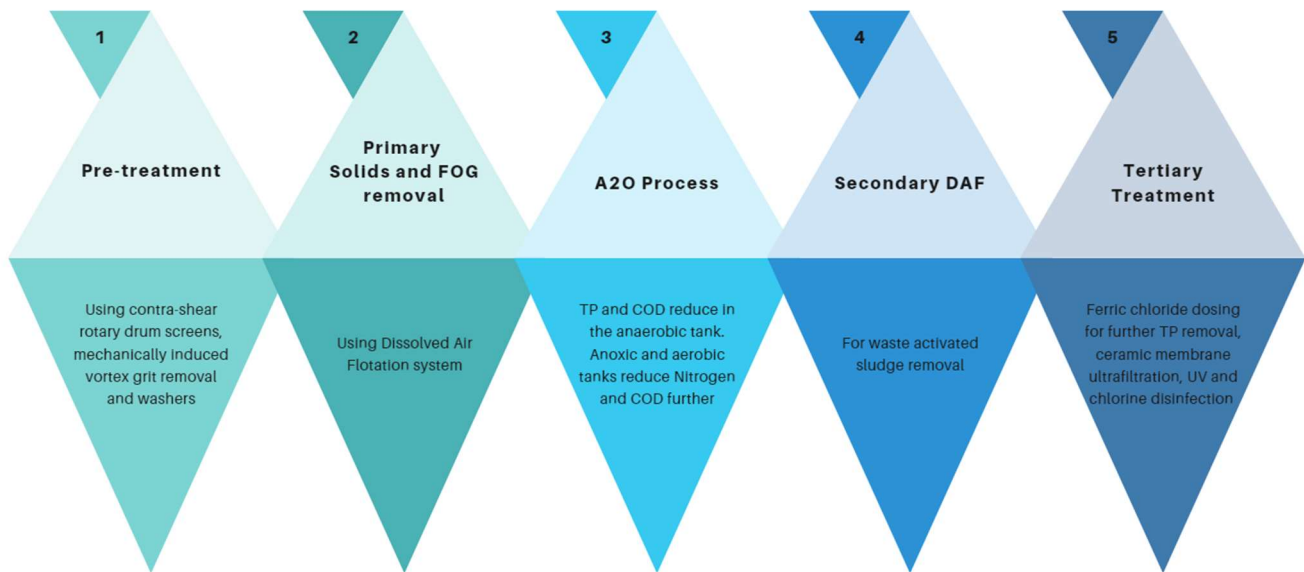 1
Pre-treatment
Using contra-shear
rotary drum screens,
mechanically induced
vortex grit removal
and washers
2
Primary
Solids and FOG
removal
Using Dissolved Air
Flotation system
3
A2O Process
TP and COD reduce in
the anaerobic tank.
Anoxic and aerobic
tanks reduce Nitrogen
and COD further
4
Secondary DAF
For waste activated
sludge removal
5
Tertiary
Treatment
Ferric chloride dosing
for further TP removal,
ceramic membrane
ultrafiltration, UV and
chlorine disinfection